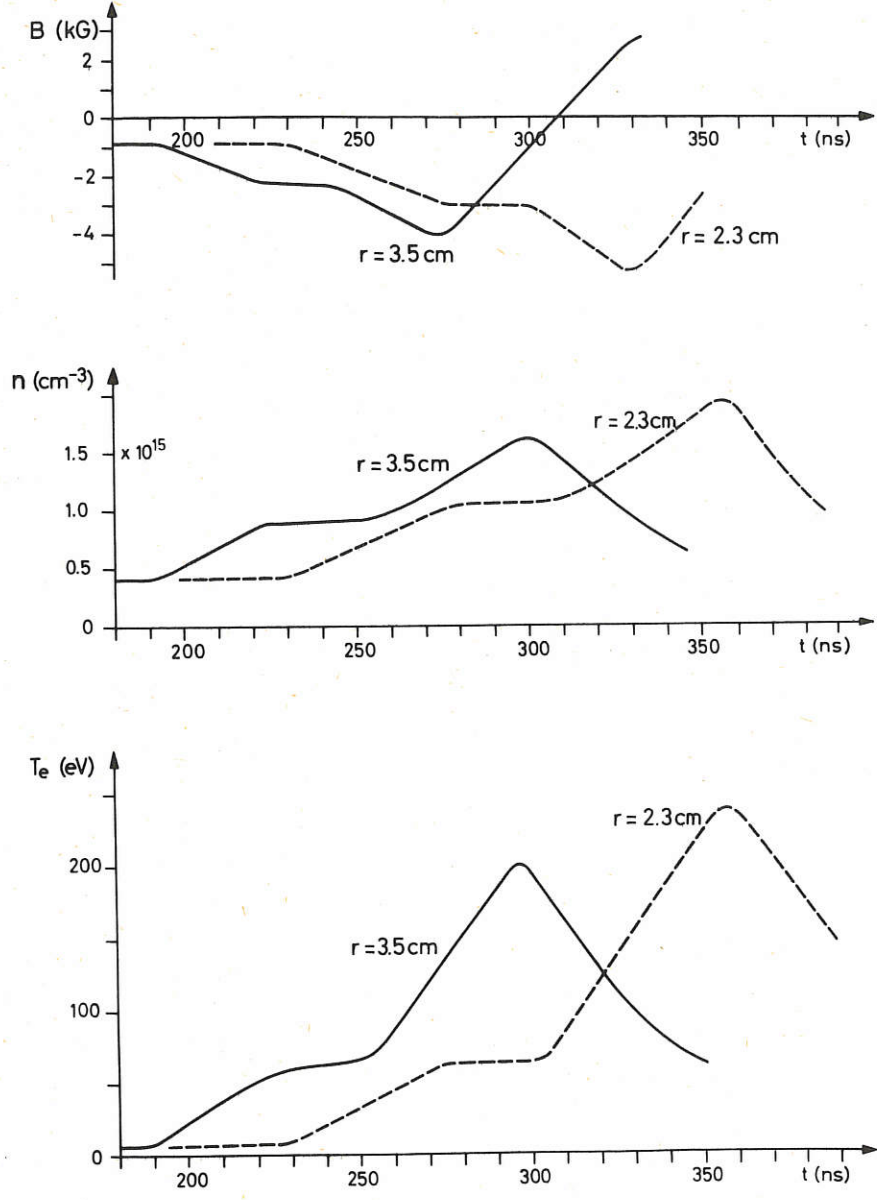 B (kG)
2
0
-2
-4
200
250
300
350
t (ns)
r = 3.5 cm
r = 2.3 cm
n (cm⁻³)
1.5
x 10¹⁵
1.0
0.5
0
r = 3.5 cm
r = 2.3 cm
200
250
300
350
t (ns)
Tₑ (eV)
200
100
0
r = 3.5 cm
r = 2.3 cm
200
250
300
350
t (ns)